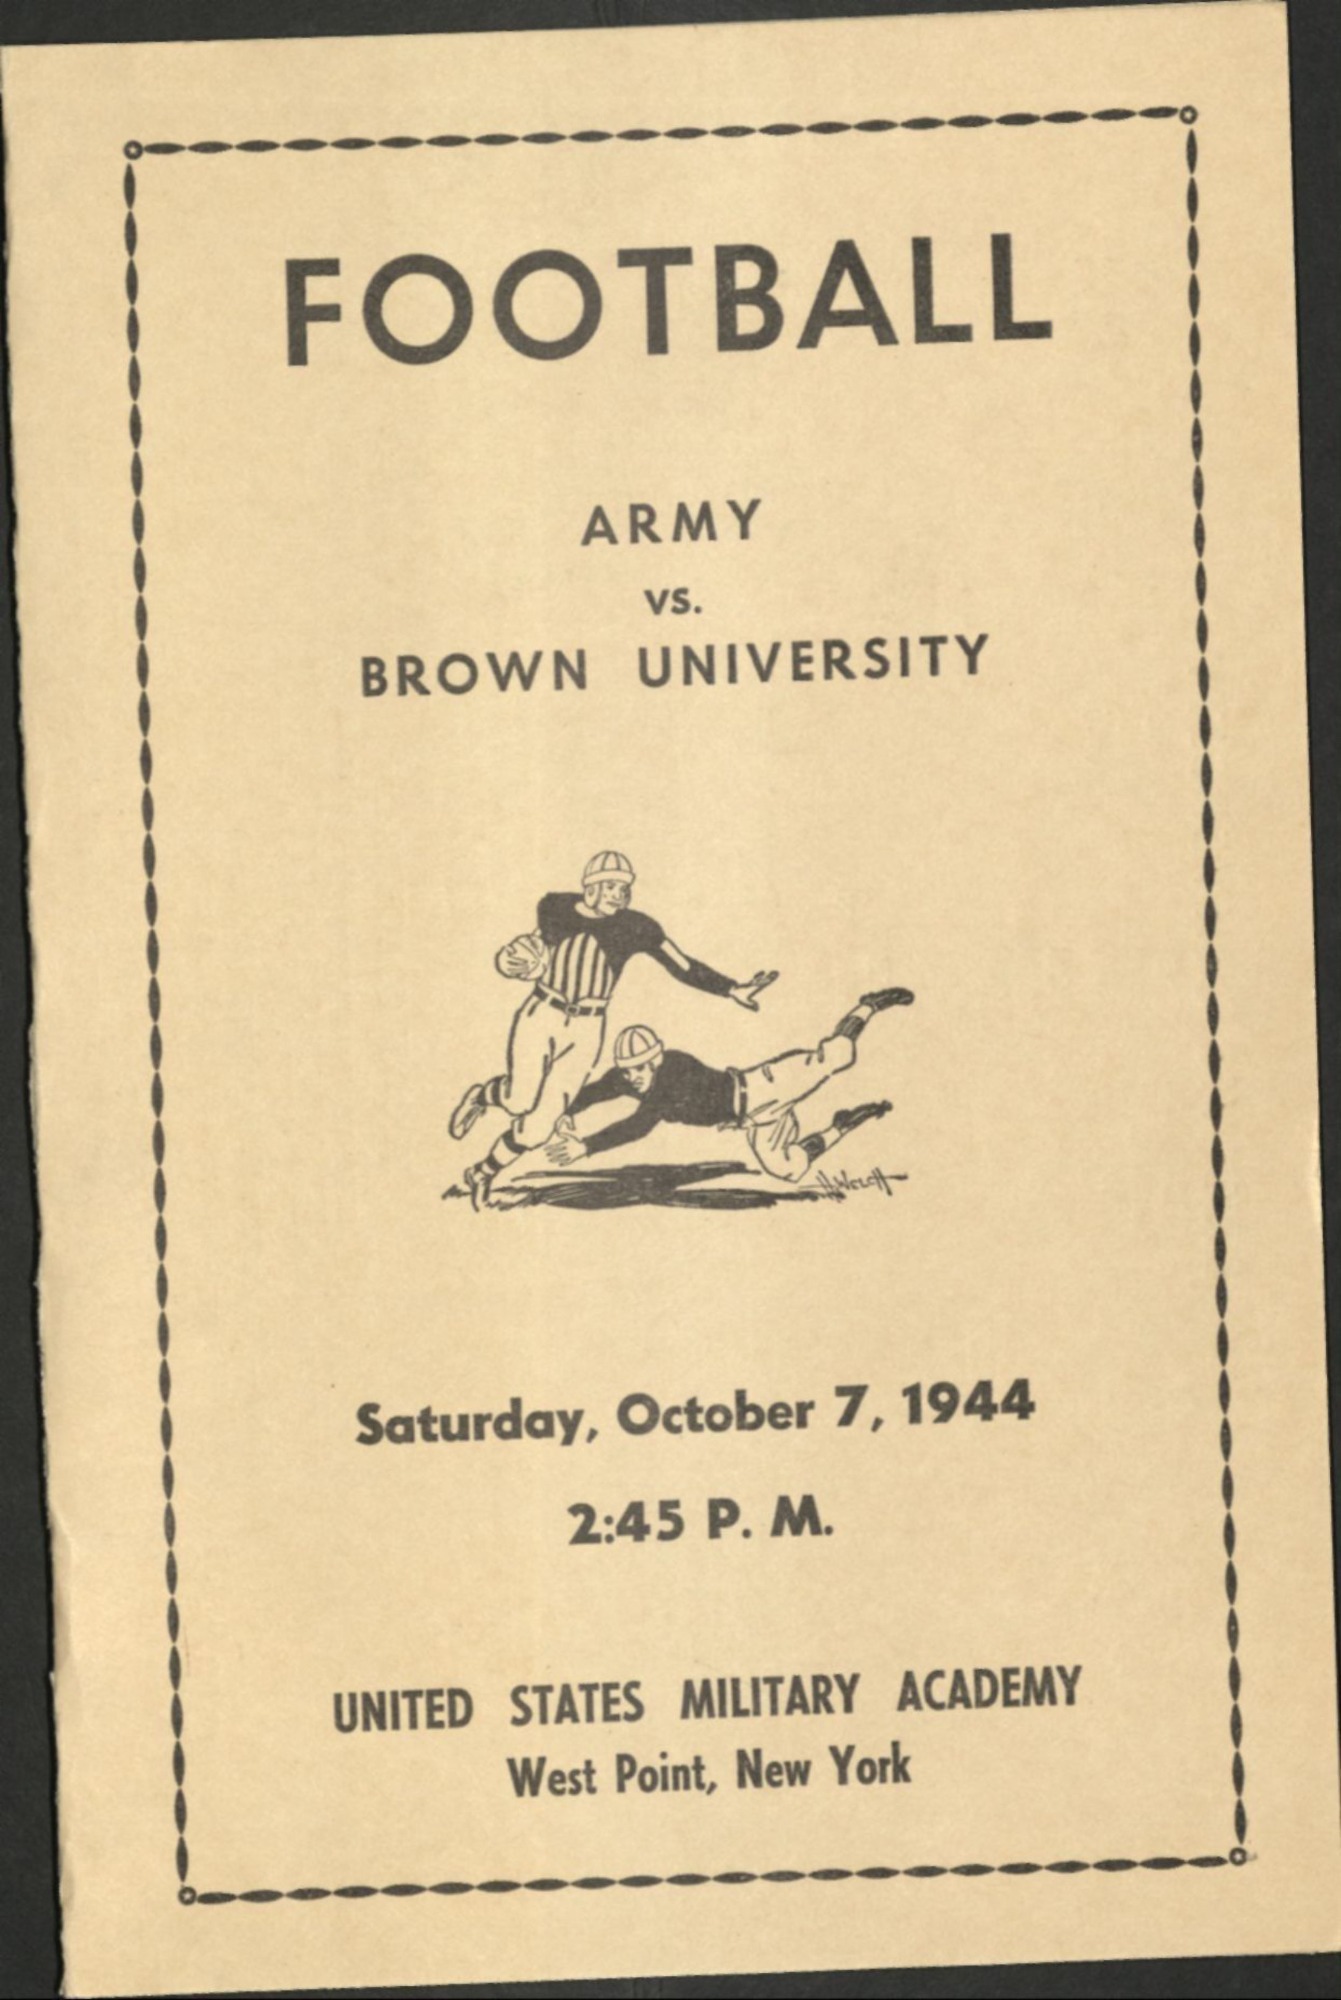 FOOTBALL
ARMY
vs.
BROWN UNIVERSITY
H. WELCH
Saturday, October 7, 1944
2:45 P. M.
UNITED STATES MILITARY ACADEMY
West Point, New York